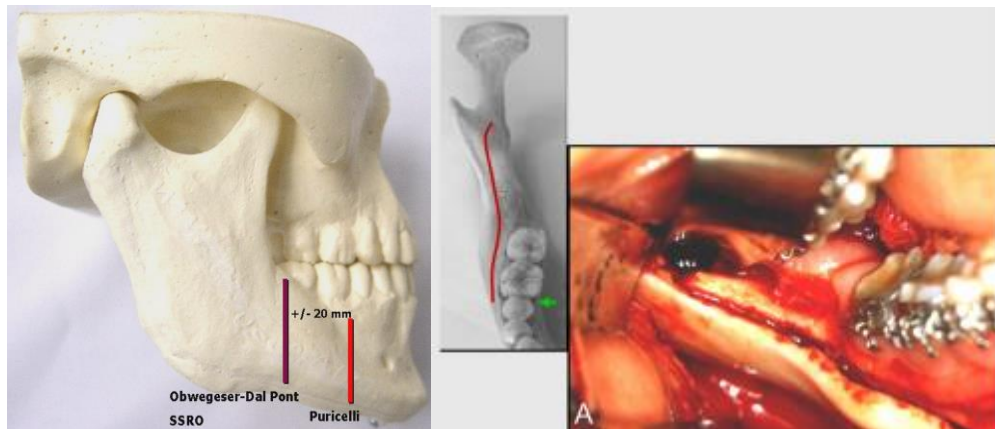 +/- 20 mm
Obwegeser-Dal Pont
SSRO
Puricelli
A